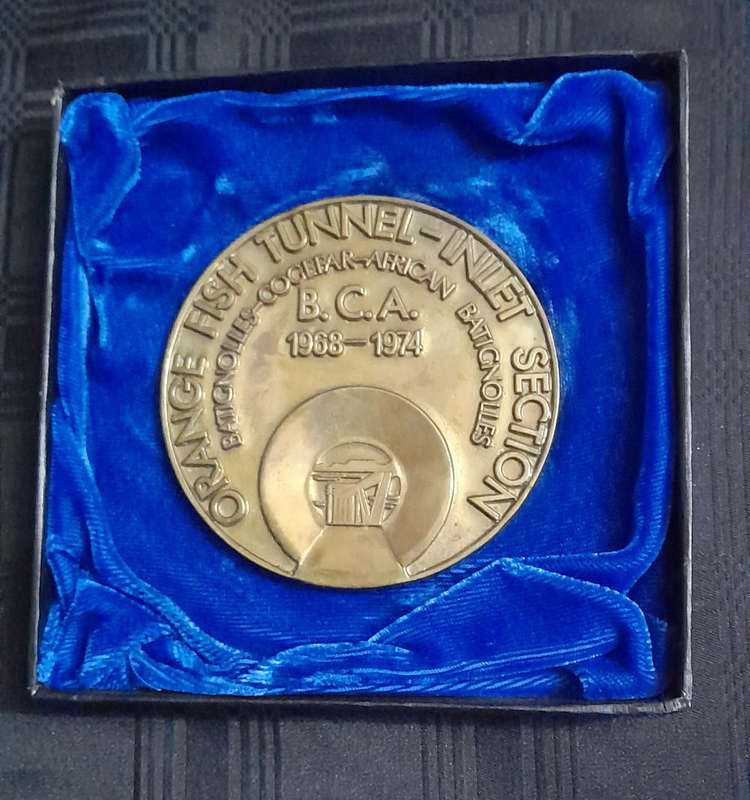 ORANGE FISH TUNNEL-INLET SECTION
BATIGNOLLES-COGEFAR-AFRICAN BATIGNOLLES
B.C.A.
1968-1974